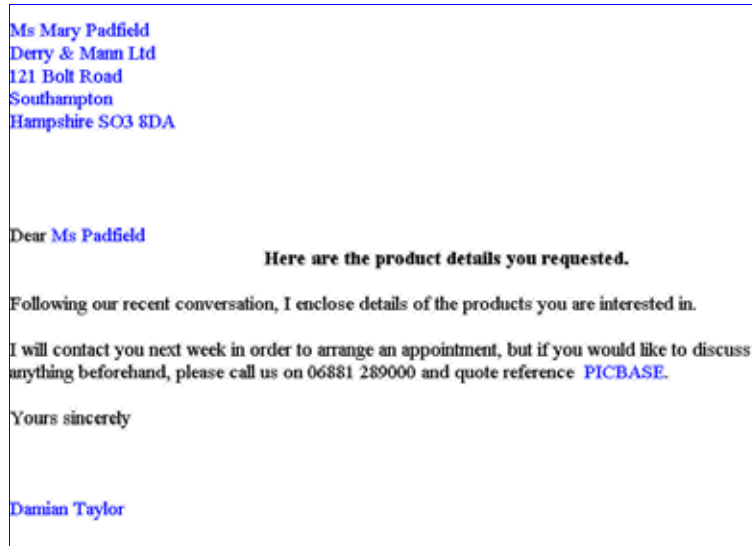 Ms Mary Padfield
Derry & Mann Ltd
121 Bolt Road
Southampton
Hampshire SO3 8DA
Dear Ms Padfield
Here are the product details you requested.
Following our recent conversation, I enclose details of the products you are interested in.
I will contact you next week in order to arrange an appointment, but if you would like to discuss
anything beforehand, please call us on 06881 289000 and quote reference PICBASE.
Yours sincerely
Damian Taylor